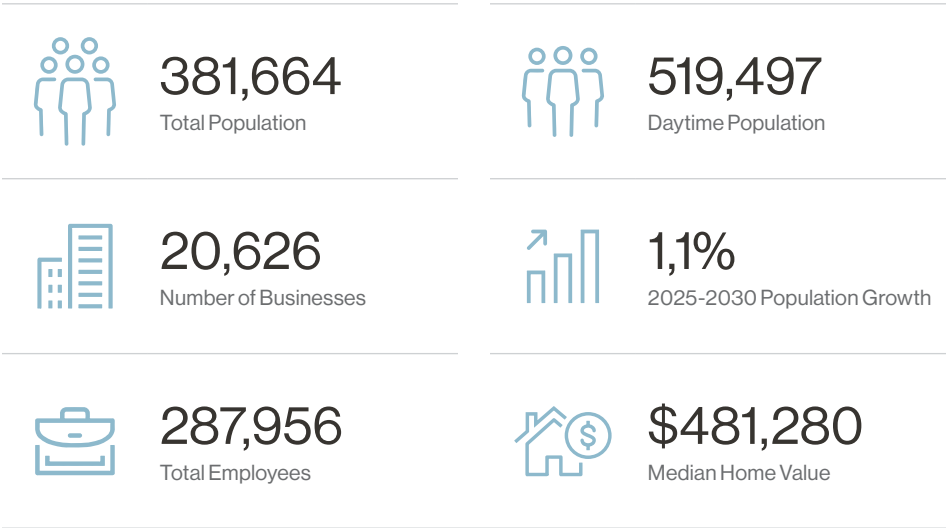 381,664
Total Population
519,497
Daytime Population
20,626
Number of Businesses
1,1%
2025-2030 Population Growth
287,956
Total Employees
$481,280
Median Home Value